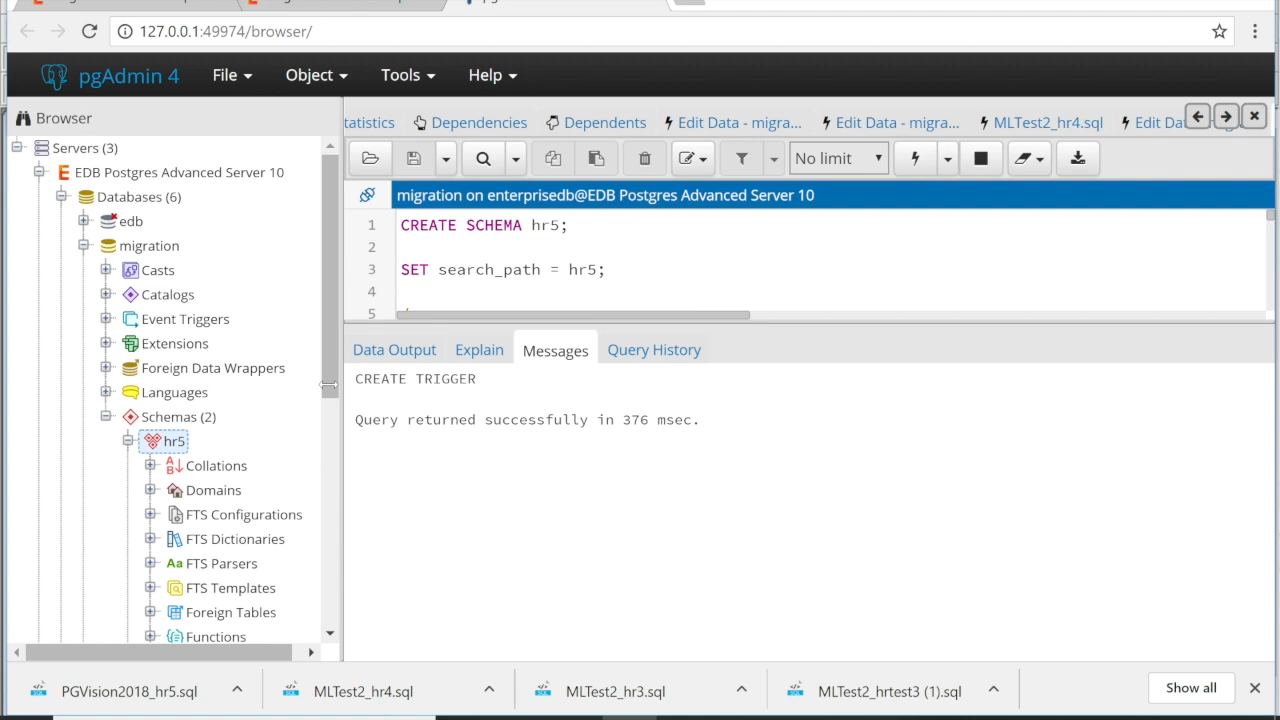 127.0.0.1:49974/browser/
pgAdmin 4
File
Object
Tools
Help
Browser
tatistics
Dependencies
Dependents
Edit Data - migra...
Edit Data - migra...
MLTest2_hr4.sql
Edit Da
Servers (3)
EDB Postgres Advanced Server 10
Databases (6)
edb
migration
Casts
Catalogs
Event Triggers
Extensions
Foreign Data Wrappers
Languages
Schemas (2)
hr5
Collations
Domains
FTS Configurations
FTS Dictionaries
Aa FTS Parsers
FTS Templates
Foreign Tables
Functions
No limit
migration on enterprisedb@EDB Postgres Advanced Server 10
1 CREATE SCHEMA hr5;
2
3 SET search_path = hr5;
4
5
Data Output
Explain
Messages
Query History
CREATE TRIGGER
Query returned successfully in 376 msec.
PGVision2018_hr5.sql
MLTest2_hr4.sql
MLTest2_hr3.sql
MLTest2_hrtest3 (1).sql
Show all